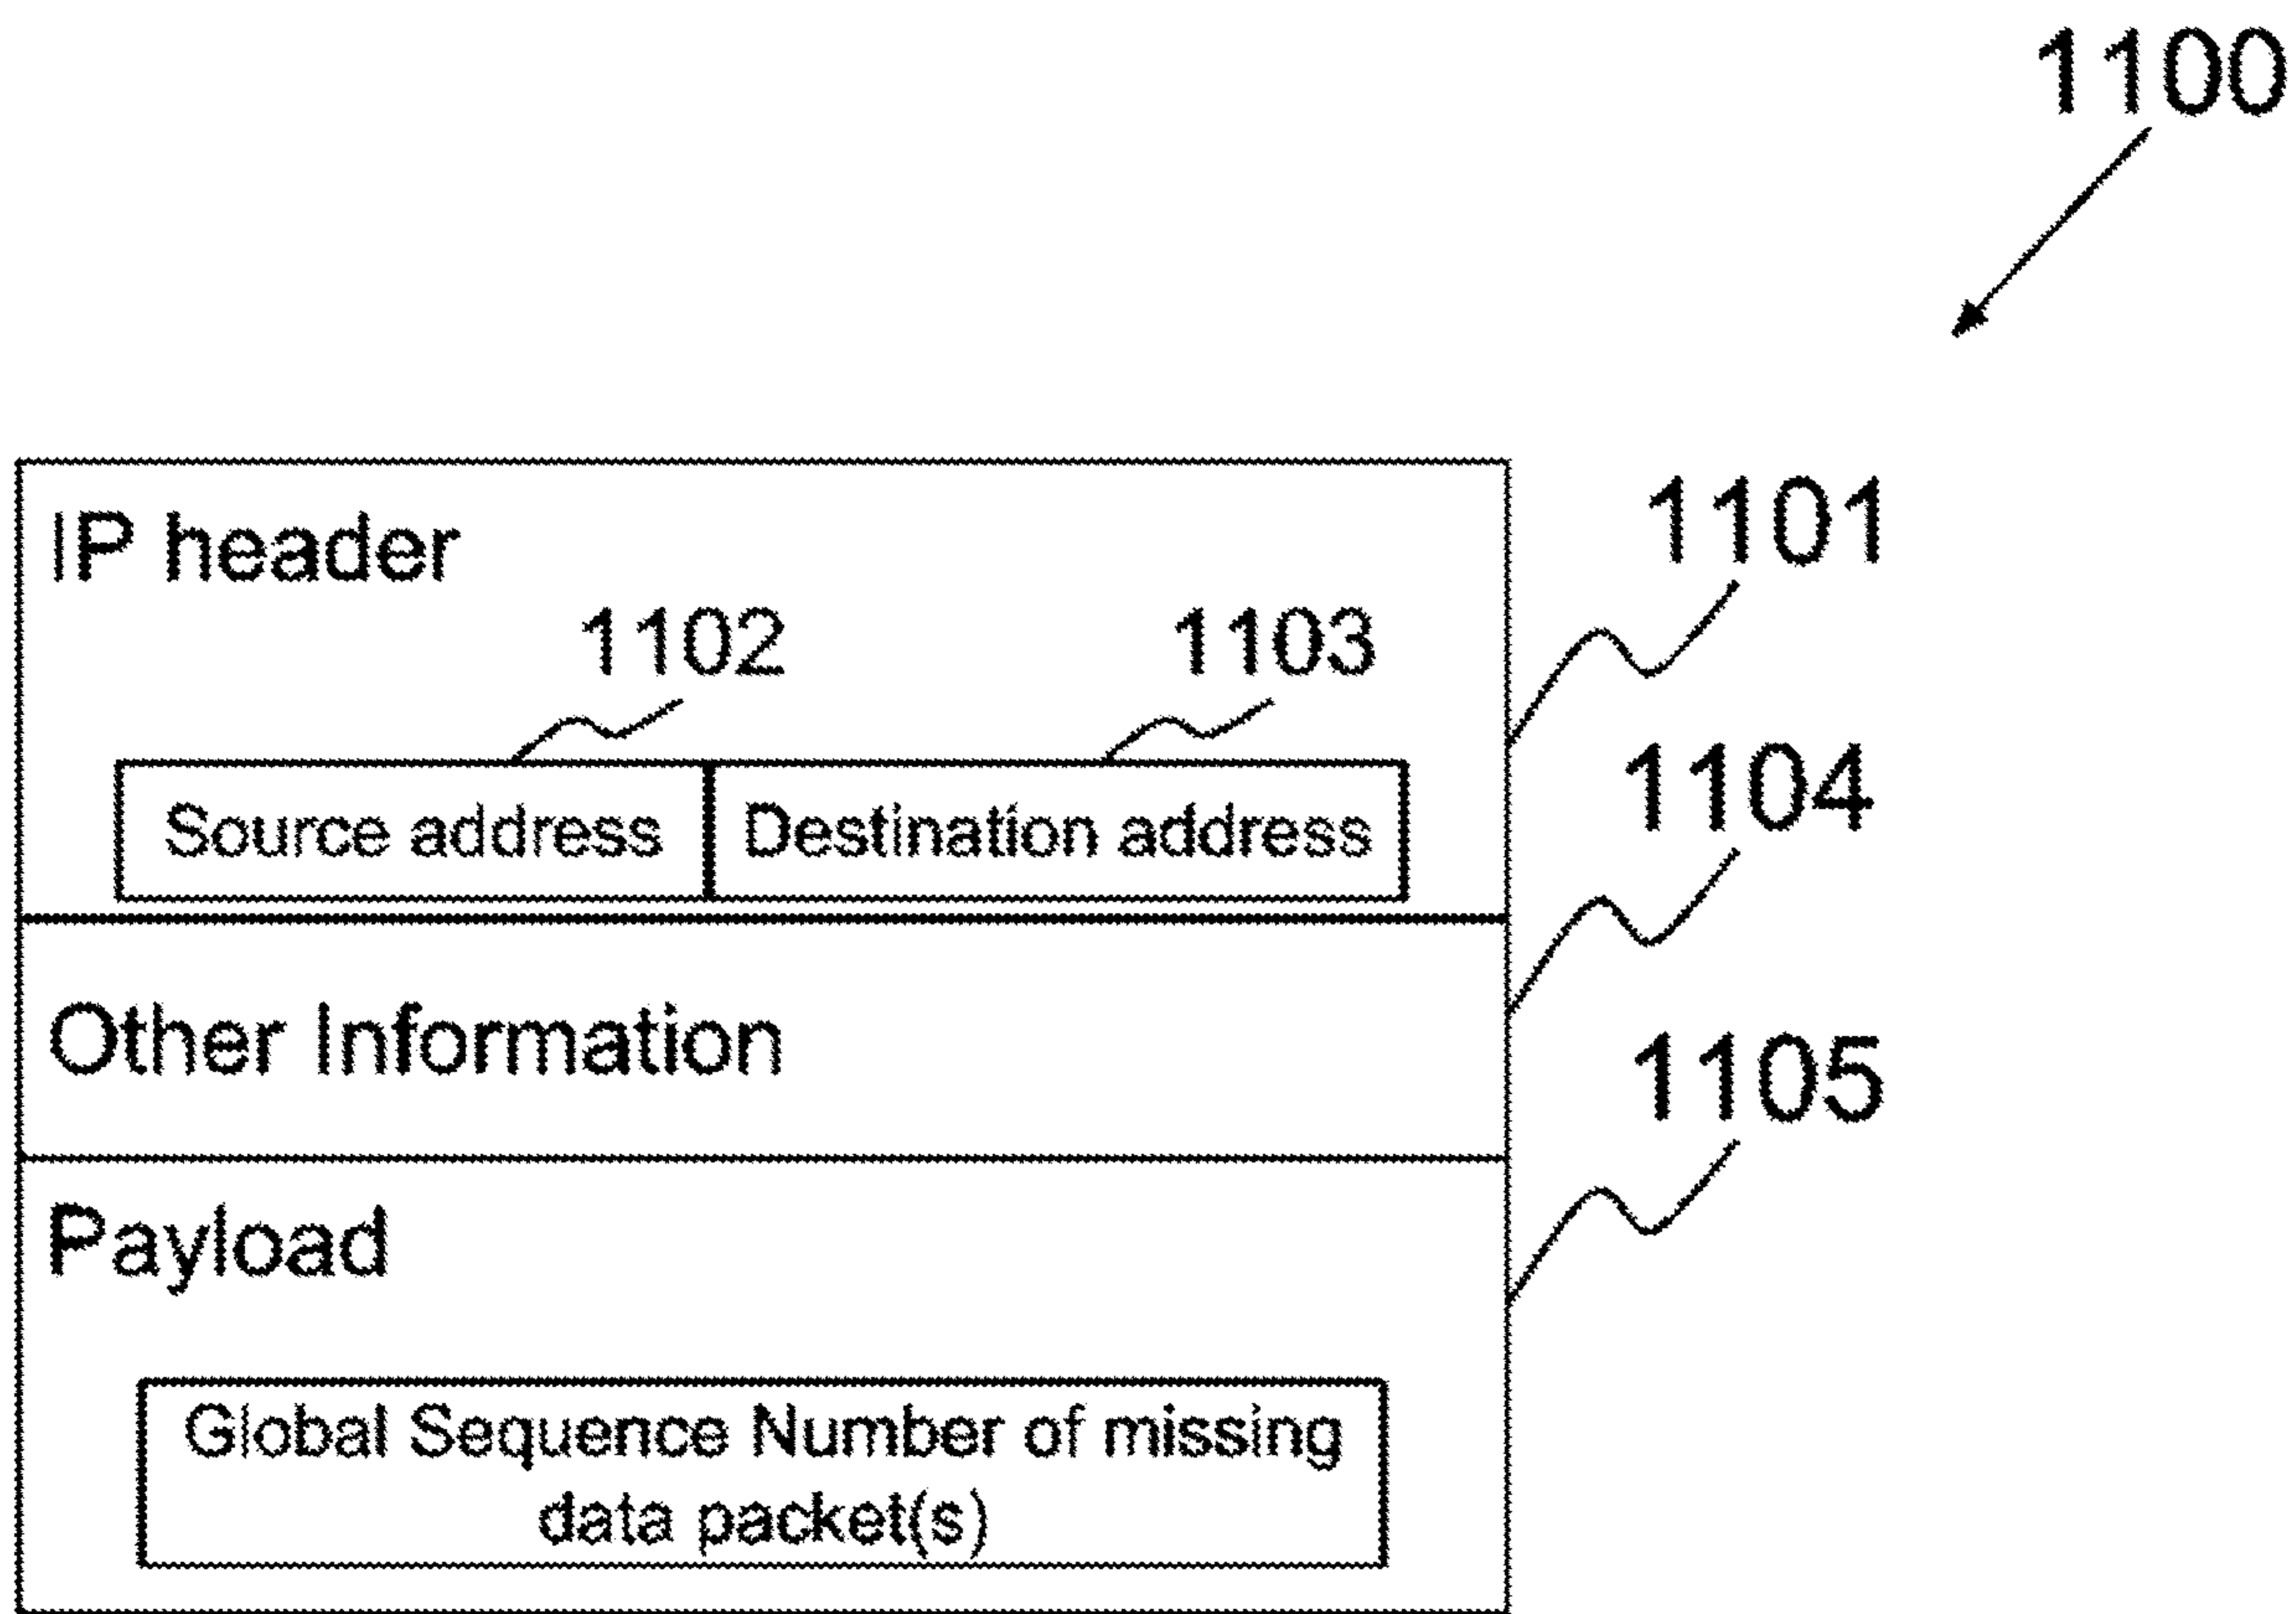 1100
IP header
1101
1102
1103
Source address
Destination address
1104
Other Information
1105
Payload
Global Sequence Number of missing
data packet(s)